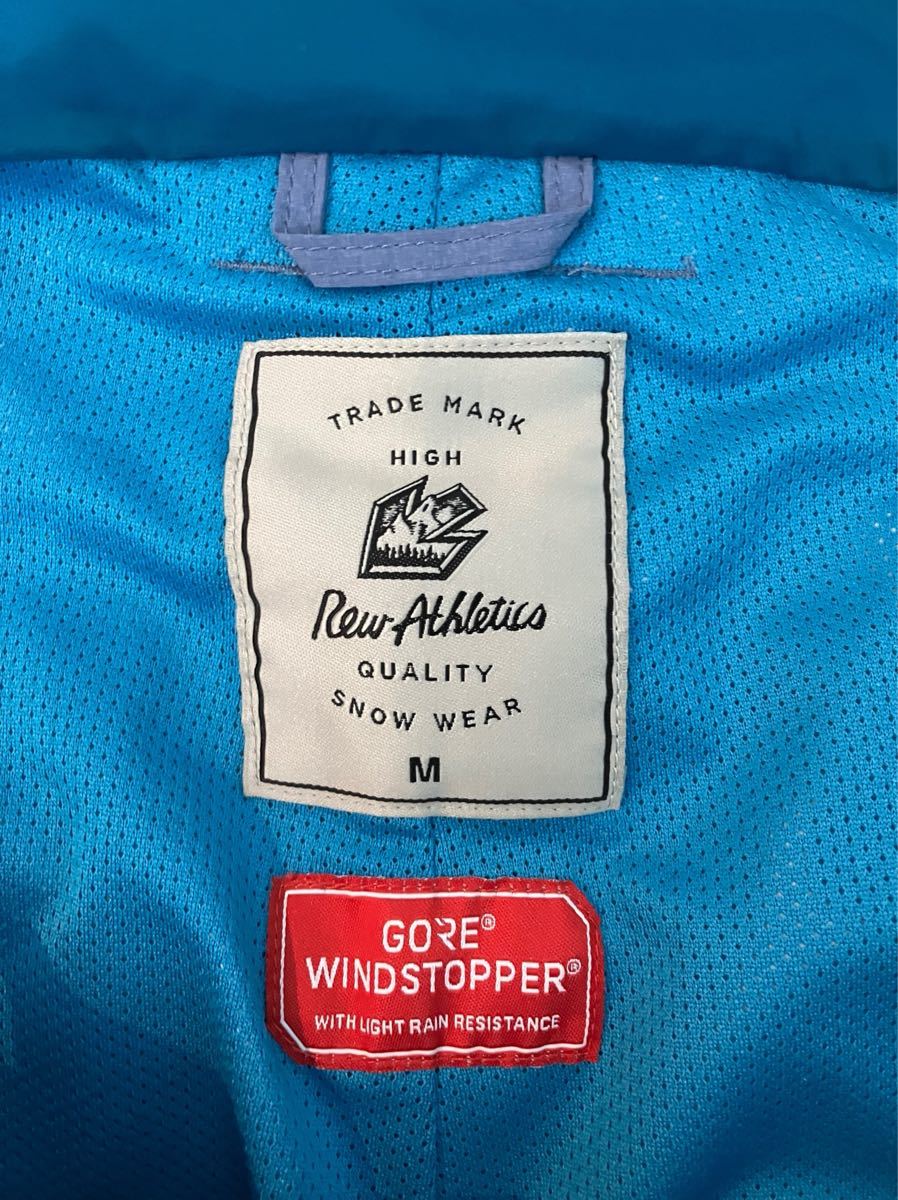 TRADE MARK
HIGH
Rew-Athletics
QUALITY
SNOW WEAR
M
GORE®
WINDSTOPPER®
WITH LIGHT RAIN RESISTANCE